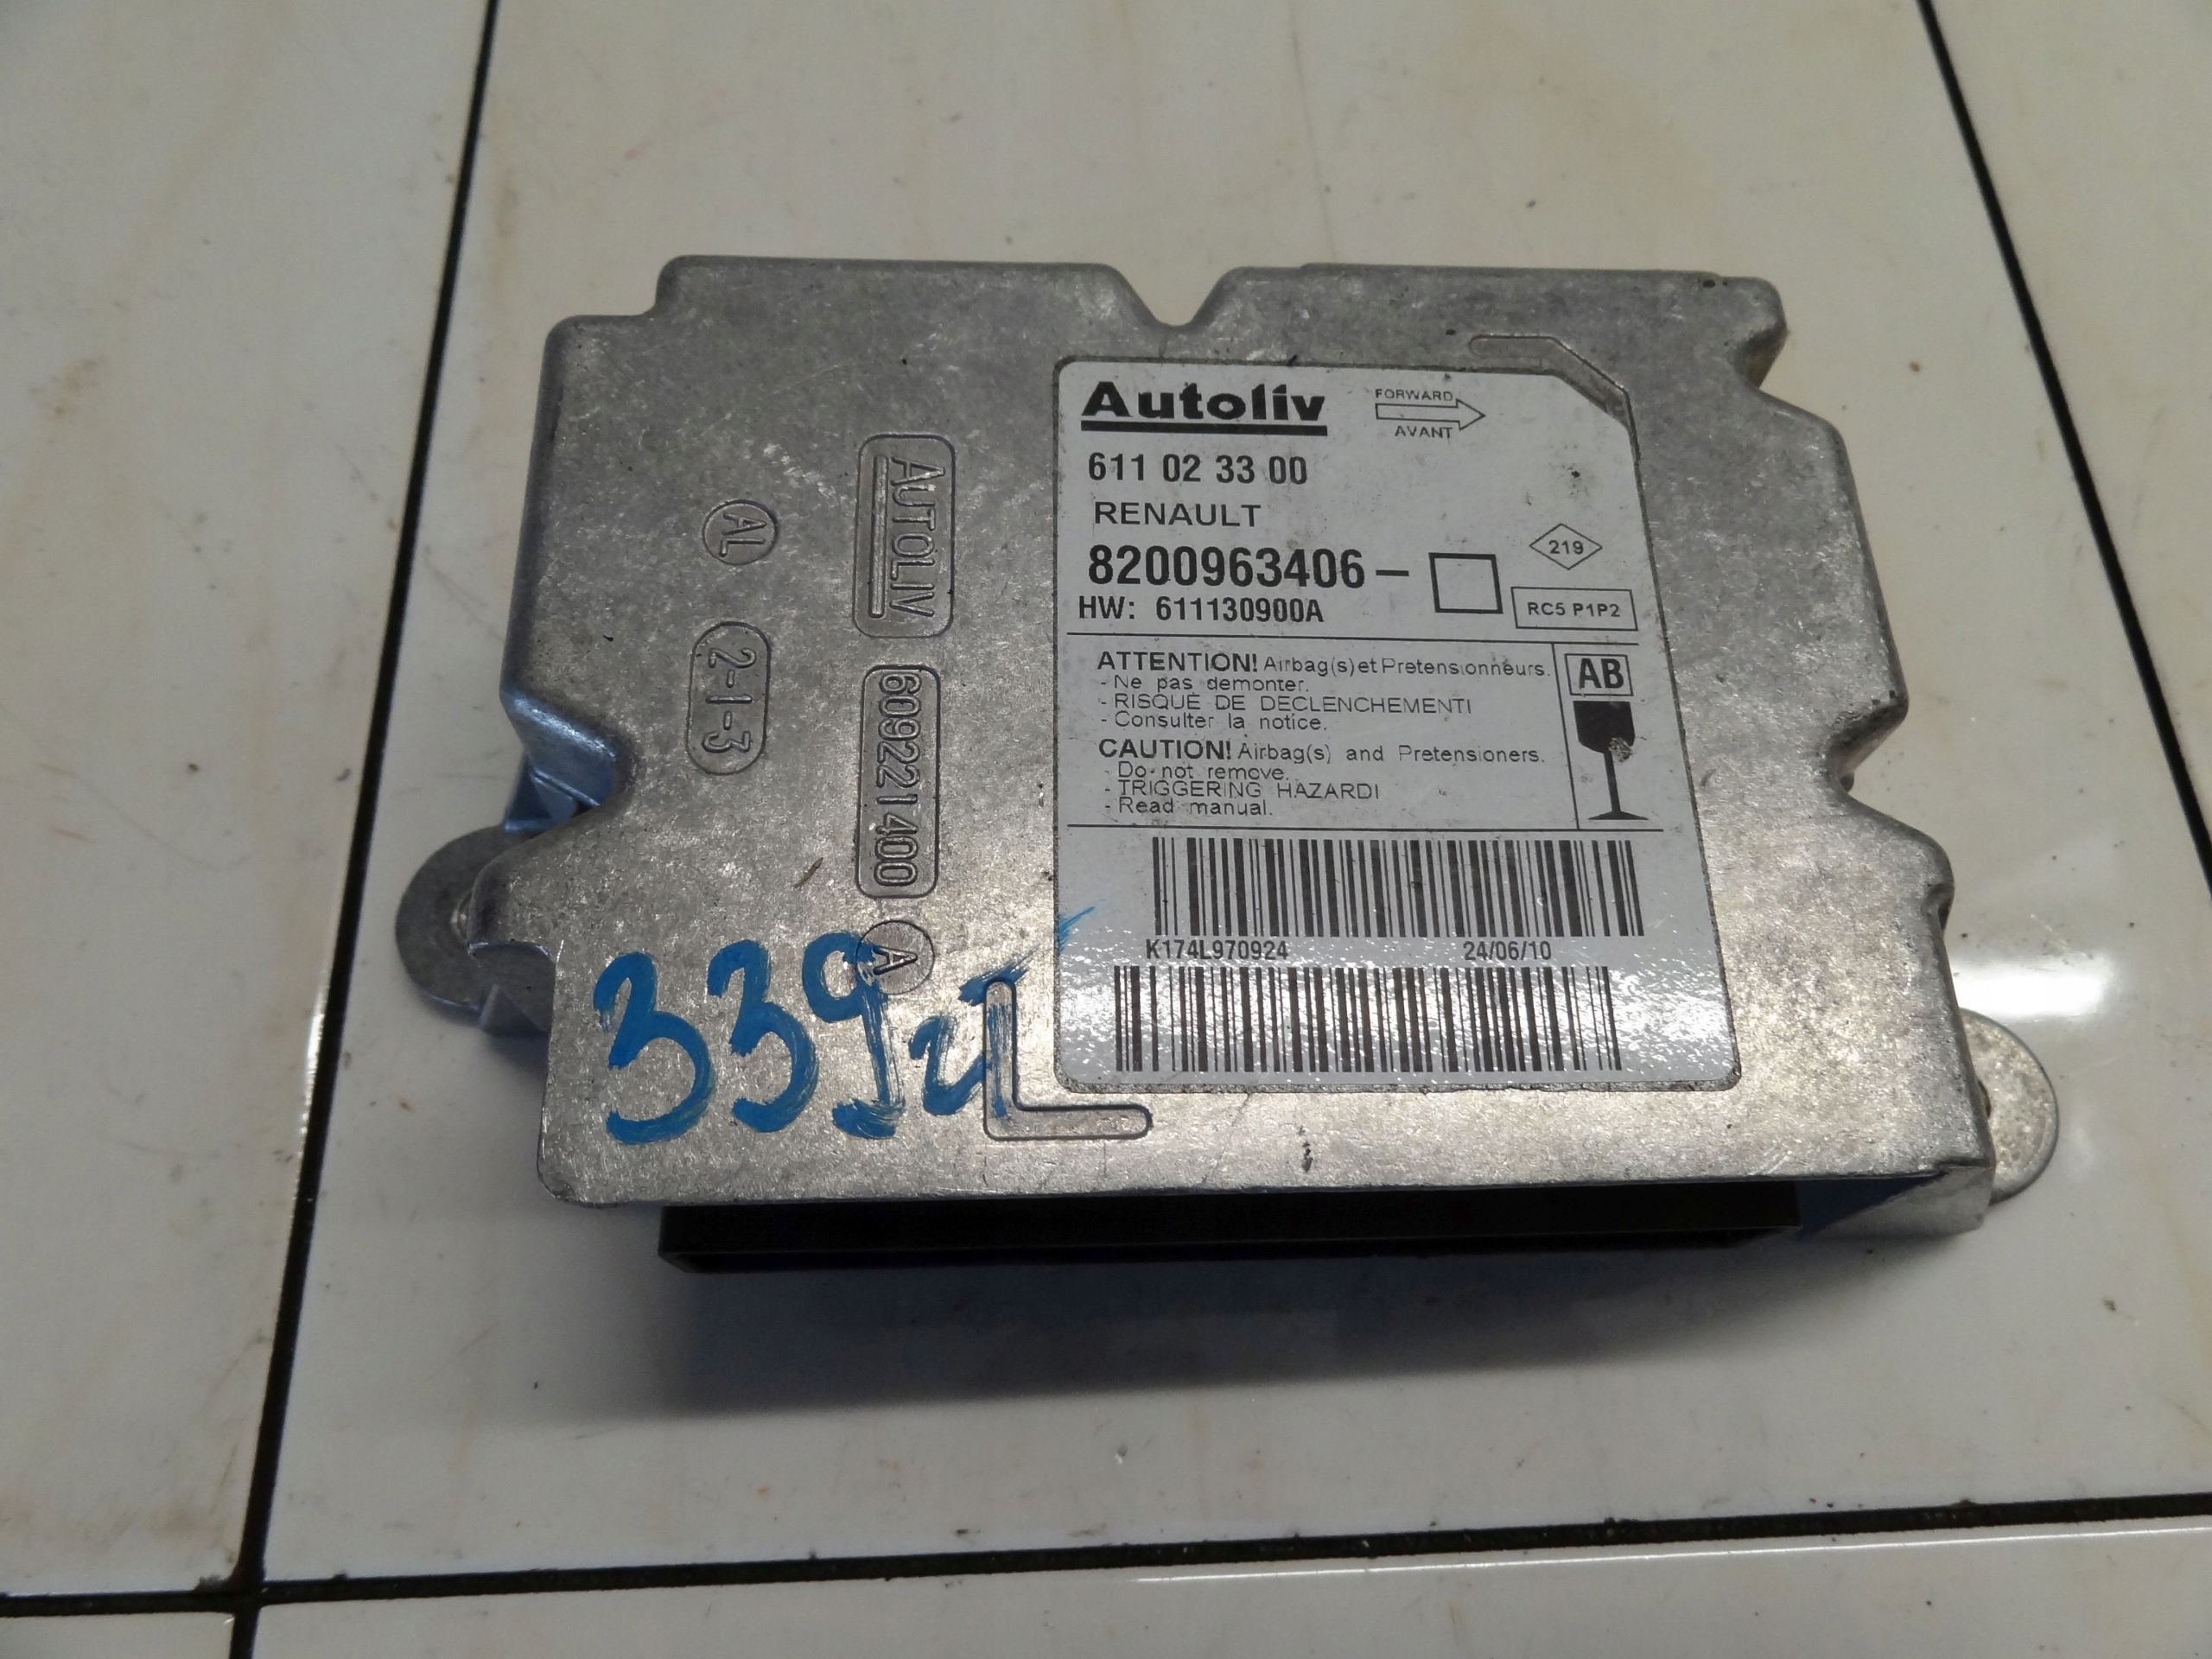 Autoliv
FORWARD
AVANT
611 02 33 00
RENAULT
219
8200963406-
RC5 P1P2
HW: 611130900A
ATTENTION! Airbag(s) et Pretensionneurs.
- Ne pas demonter.
- RISQUE DE DECLENCHEMENT!
- Consulter la notice.
AB
CAUTION! Airbag(s) and Pretensioners.
- Do not remove.
- TRIGGERING HAZARD!
- Read manual.
K174L970924 24/06/10
AUTOLIV
609221400
A
AL
2-1-3
339